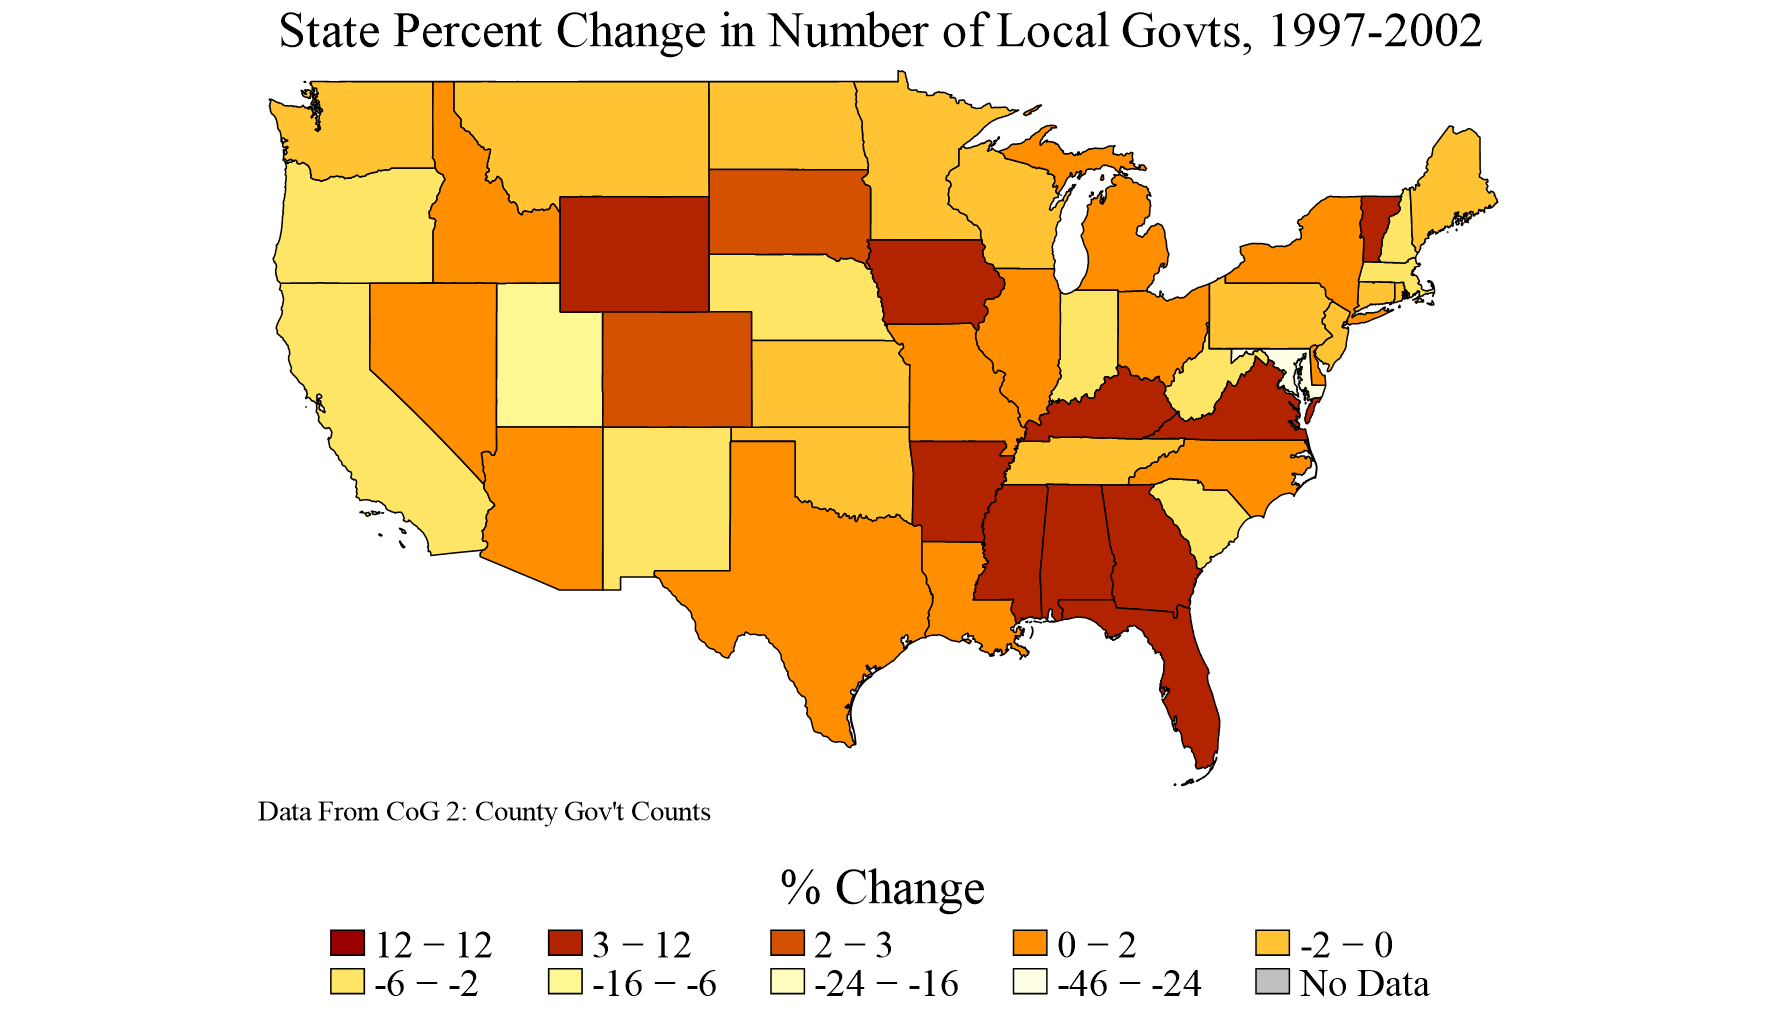 State Percent Change in Number of Local Govts, 1997-2002
Data From CoG 2: County Gov't Counts
% Change
12 − 12 3 − 12 2 − 3 0 − 2 -2 − 0
-6 − -2 -16 − -6 -24 − -16 -46 − -24 No Data